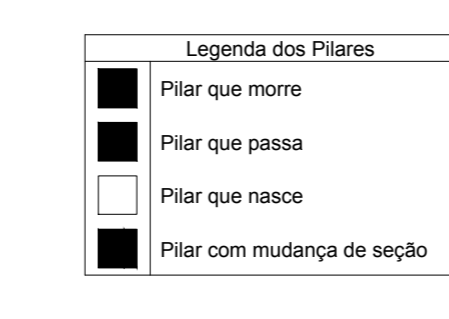 Legenda dos Pilares
Pilar que morre
Pilar que passa
Pilar que nasce
Pilar com mudança de seção